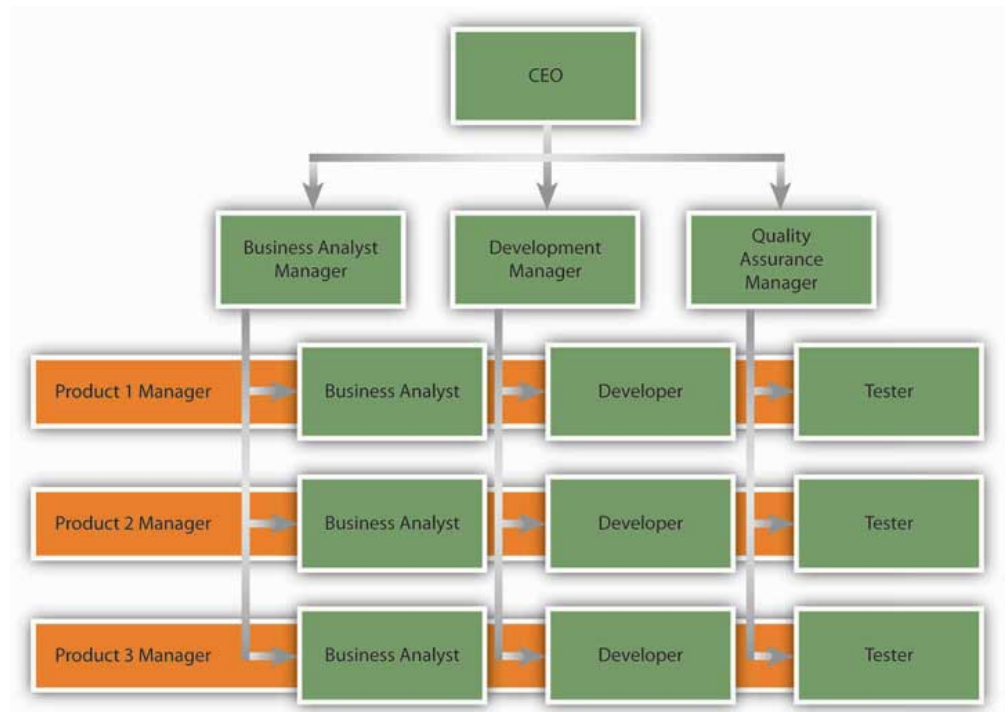 CEO
Business Analyst
Manager
Development
Manager
Quality
Assurance
Manager
Product 1 Manager
Business Analyst
Developer
Tester
Product 2 Manager
Business Analyst
Developer
Tester
Product 3 Manager
Business Analyst
Developer
Tester